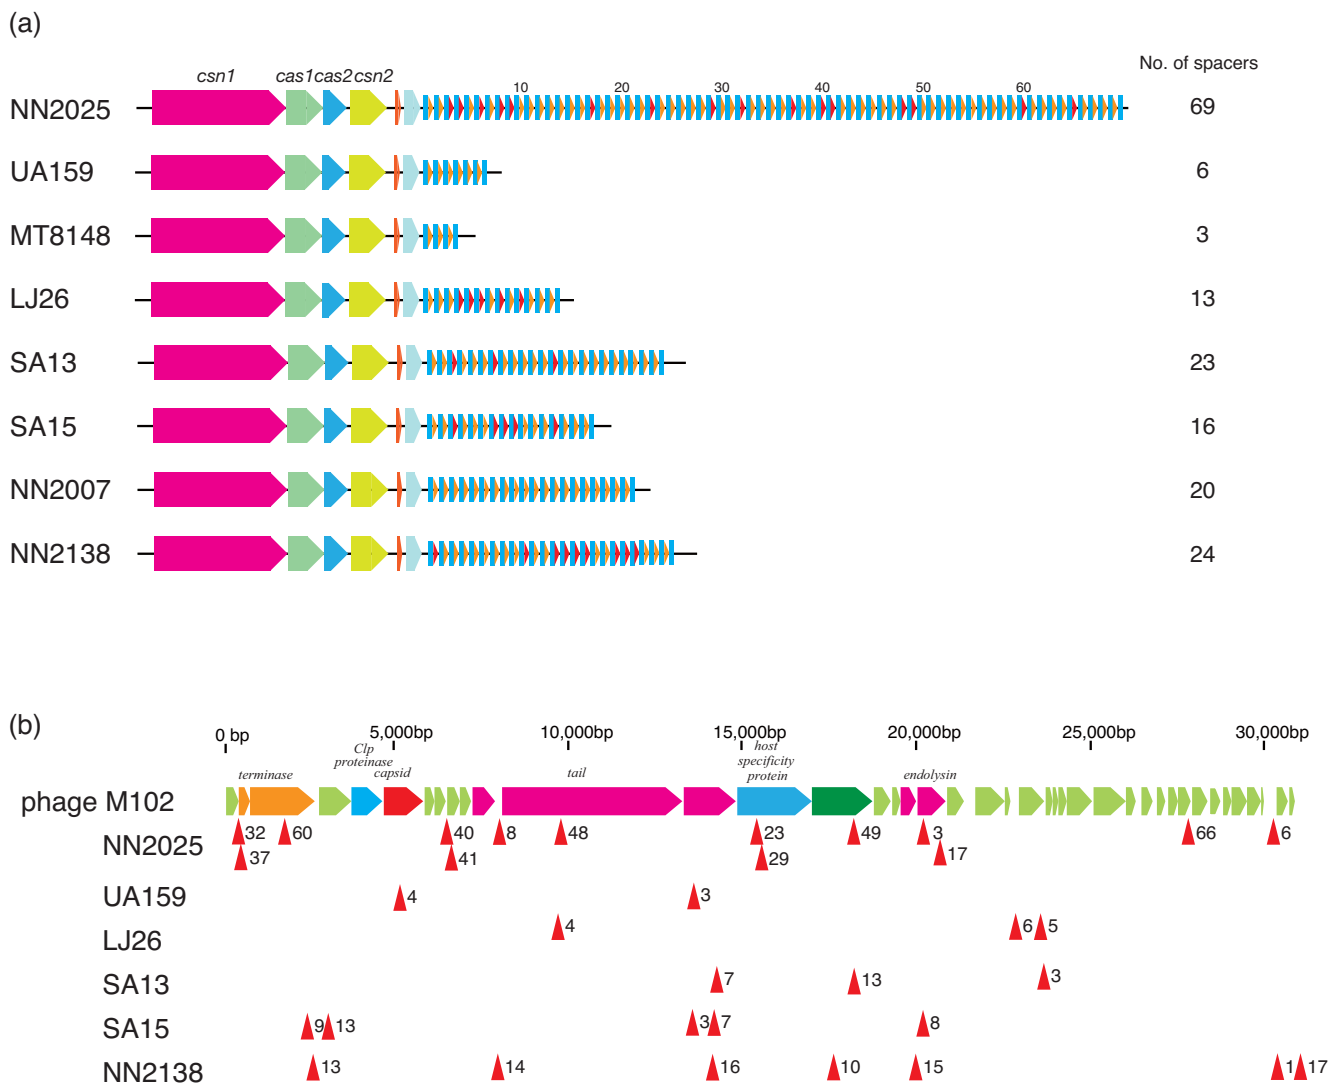 (a)
No. of spacers
csn1 cas1 cas2 csn2
10 20 30 40 50 60
NN2025 69
UA159 6
MT8148 3
LJ26 13
SA13 23
SA15 16
NN2007 20
NN2138 24
(b)
0 bp 5,000bp 10,000bp 15,000bp 20,000bp 25,000bp 30,000bp
terminase
Clp
proteinase
capsid
tail
host
specificity
protein
endolysin
phage M102
NN2025
32 60 40 8 48 23 49 3 66 6
37 41 29 17
UA159 4 3
LJ26 4 6 5
SA13 7 13 3
SA15 9 13 3 7 8
NN2138 13 14 16 10 15 1 17